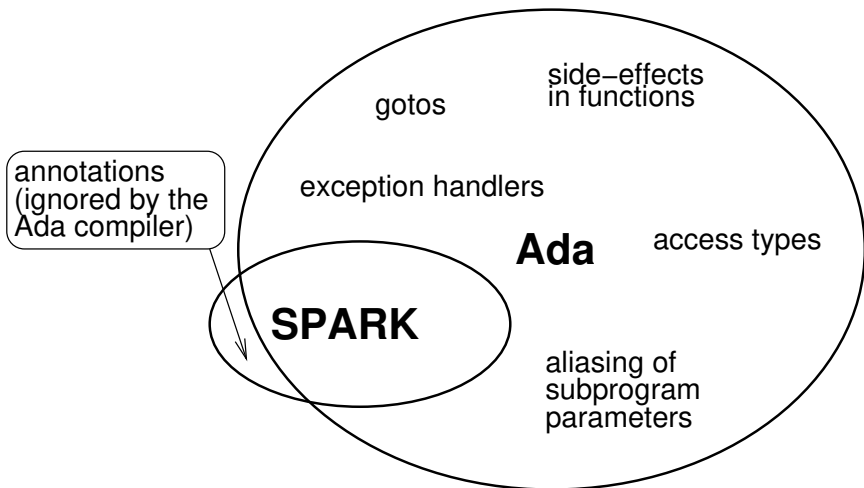 side−effects
in functions
gotos
annotations
(ignored by the
Ada compiler)
exception handlers
Ada
access types
SPARK
aliasing of
subprogram
parameters